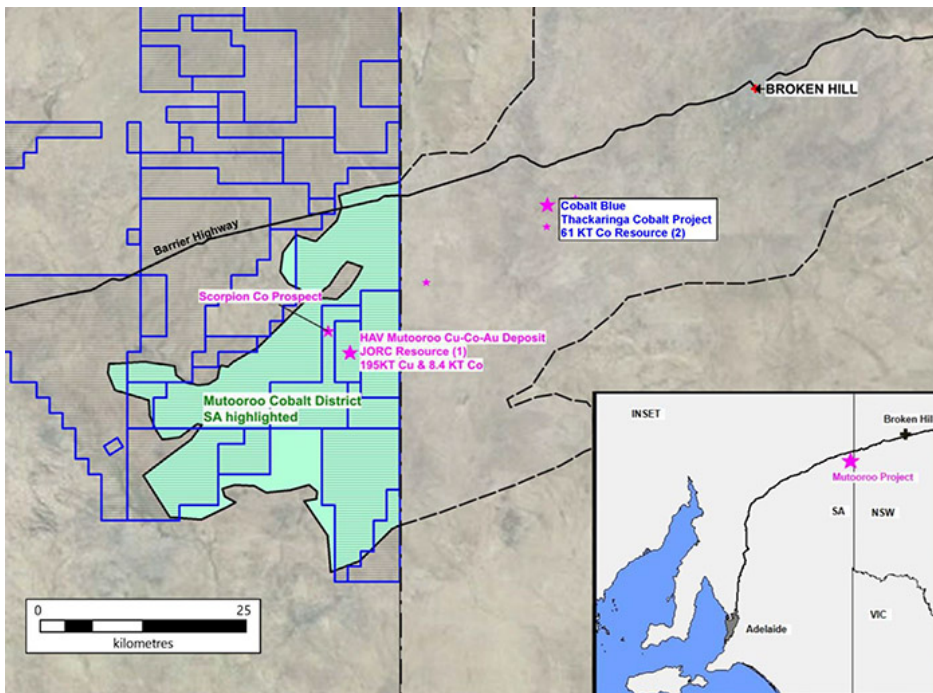 BROKEN HILL
Cobalt Blue
Thackaringa Cobalt Project
61 KT Co Resource (2)
Barrier Highway
Scorpion Co Prospect
HAV Mutooroo Cu-Co-Au Deposit
JORC Resource (1)
195KT Cu & 8.4 KT Co
Mutooroo Cobalt District
SA highlighted
0 25
kilometres
INSET
Broken Hill
Mutooroo Project
SA NSW
VIC
Adelaide